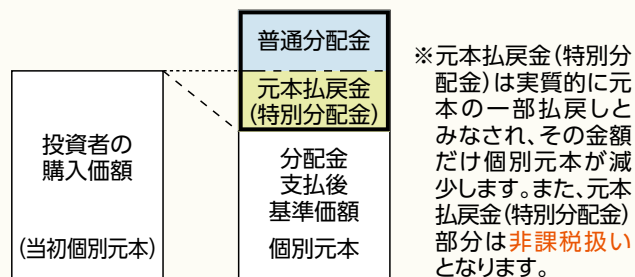 投資者の
購入価額
(当初個別元本)
普通分配金
元本払戻金
(特別分配金)
分配金
支払後
基準価額
個別元本
※元本払戻金(特別分
配金)は実質的に元
本の一部払戻しと
みなされ、その金額
だけ個別元本が減
少します。また、元本
払戻金(特別分配金)
部分は非課税扱い
となります。